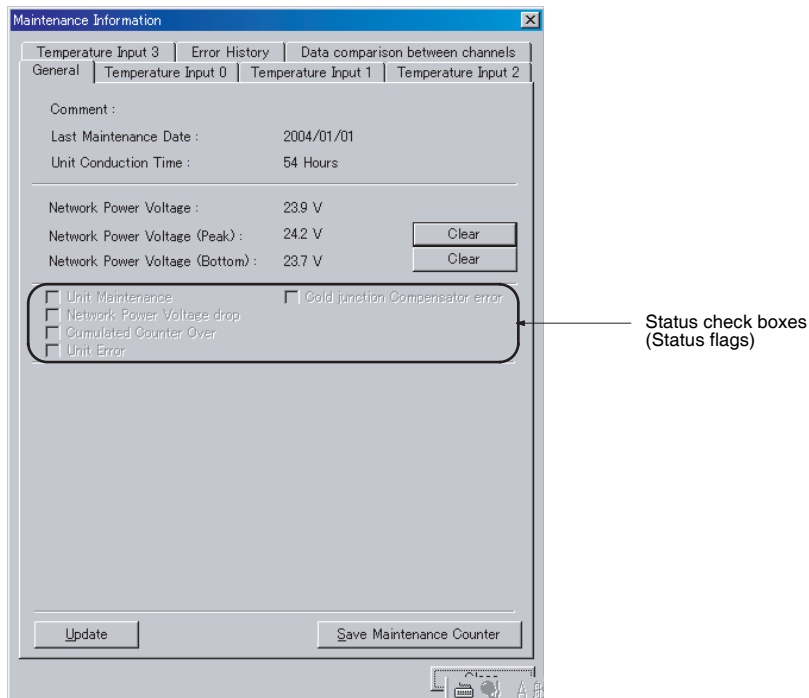 Maintenance Information
Temperature Input 3 Error History Data comparison between channels
General Temperature Input 0 Temperature Input 1 Temperature Input 2
Comment :
Last Maintenance Date : 2004/01/01
Unit Conduction Time : 54 Hours
Network Power Voltage : 23.9 V
Network Power Voltage (Peak) : 24.2 V Clear
Network Power Voltage (Bottom) : 23.7 V Clear
Unit Maintenance Cold junction Compensator error
Network Power Voltage drop
Cumulated Counter Over
Unit Error
Status check boxes
(Status flags)
Update Save Maintenance Counter
A